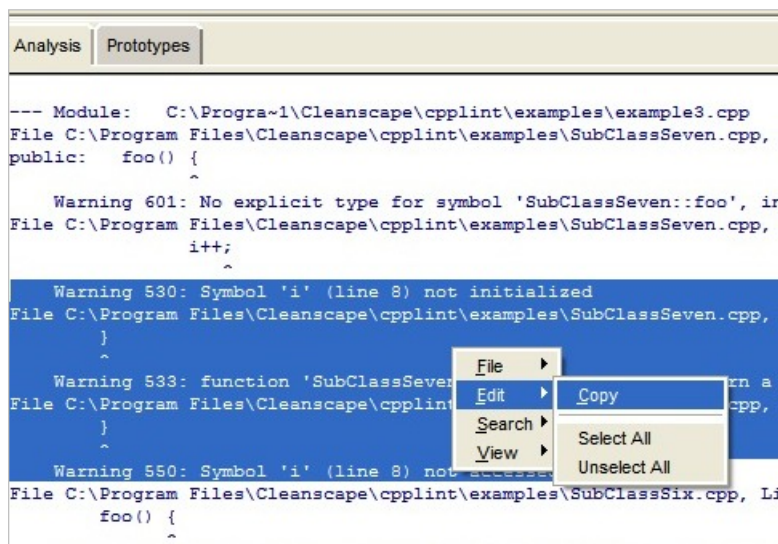 Analysis Prototypes
--- Module: C:\Progra~1\Cleanscape\cpplint\examples\example3.cpp
File C:\Program Files\Cleanscape\cpplint\examples\SubClassSeven.cpp,
public: foo() {
^
Warning 601: No explicit type for symbol 'SubClassSeven::foo', in
File C:\Program Files\Cleanscape\cpplint\examples\SubClassSeven.cpp,
i++;
^
Warning 530: Symbol 'i' (line 8) not initialized
File C:\Program Files\Cleanscape\cpplint\examples\SubClassSeven.cpp,
}
^
Warning 533: function 'SubClassSeven rn a
File C:\Program Files\Cleanscape\cpplint cpp,
}
^
Warning 550: Symbol 'i' (line 8) not
File C:\Program Files\Cleanscape\cpplint\examples\SubClassSix.cpp, Li
foo() {
^
File
Edit
Search
View
Copy
Select All
Unselect All